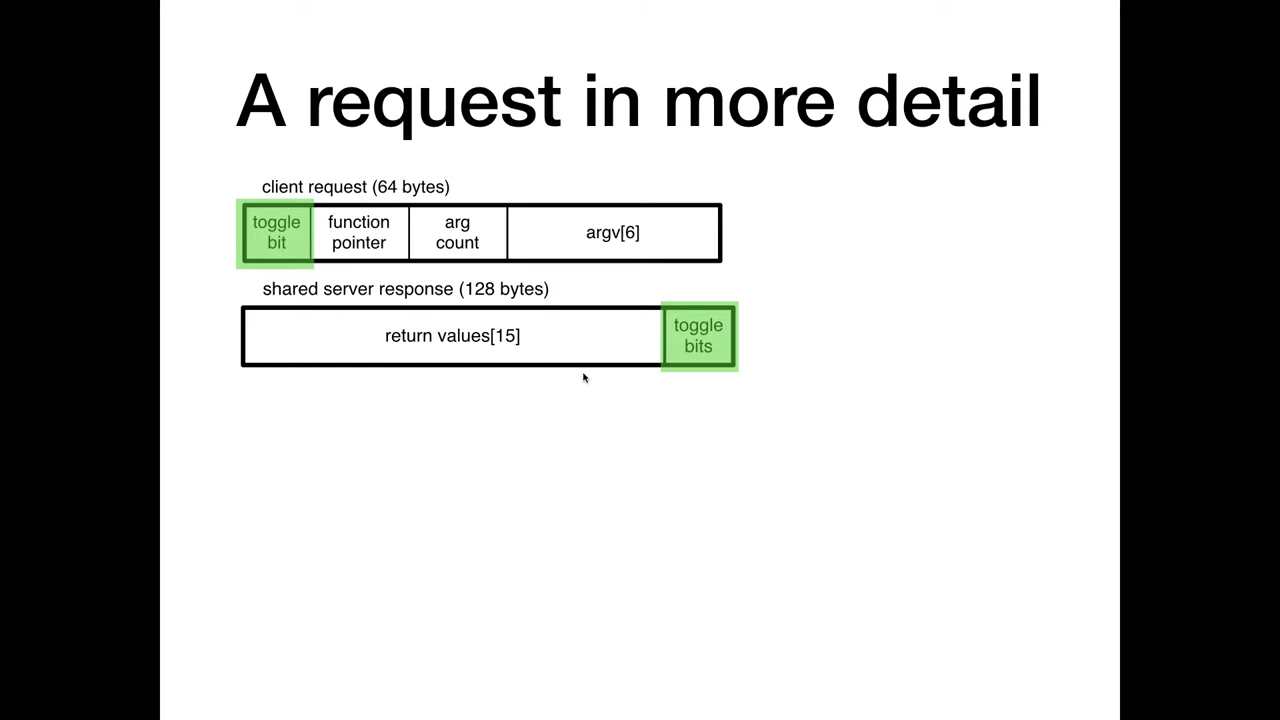 A request in more detail
client request (64 bytes)
toggle
bit
function
pointer
arg
count
argv[6]
shared server response (128 bytes)
return values[15]
toggle
bits